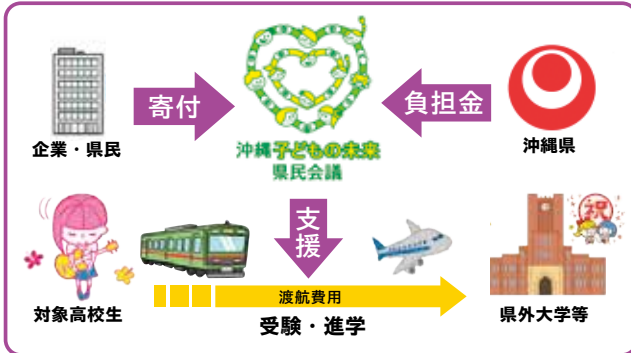 寄付
負担金
企業・県民
沖縄県
沖縄子どもの未来
県民会議
支援
祝
渡航費用
対象高校生
受験・進学
県外大学等